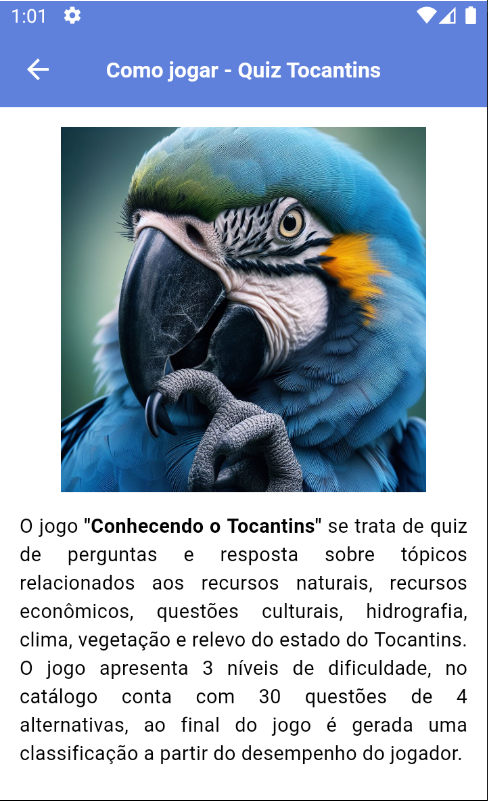 1:01
Como jogar - Quiz Tocantins
O jogo "Conhecendo o Tocantins" se trata de quiz
de perguntas e resposta sobre tópicos
relacionados aos recursos naturais, recursos
econômicos, questões culturais, hidrografia,
clima, vegetação e relevo do estado do Tocantins.
O jogo apresenta 3 níveis de dificuldade, no
catálogo conta com 30 questões de 4
alternativas, ao final do jogo é gerada uma
classificação a partir do desempenho do jogador.